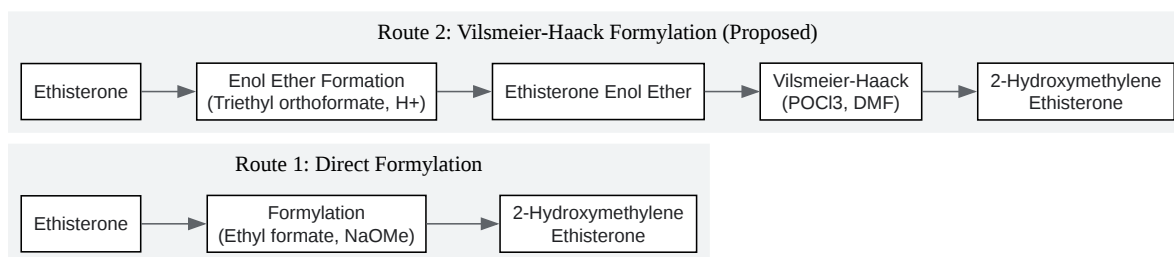 Route 2: Vilsmeier-Haack Formylation (Proposed)
Ethisterone
Enol Ether Formation
(Triethyl orthoformate, H+)
Ethisterone Enol Ether
Vilsmeier-Haack
(POCl3, DMF)
2-Hydroxymethylene
Ethisterone
Route 1: Direct Formylation
Ethisterone
Formylation
(Ethyl formate, NaOMe)
2-Hydroxymethylene
Ethisterone